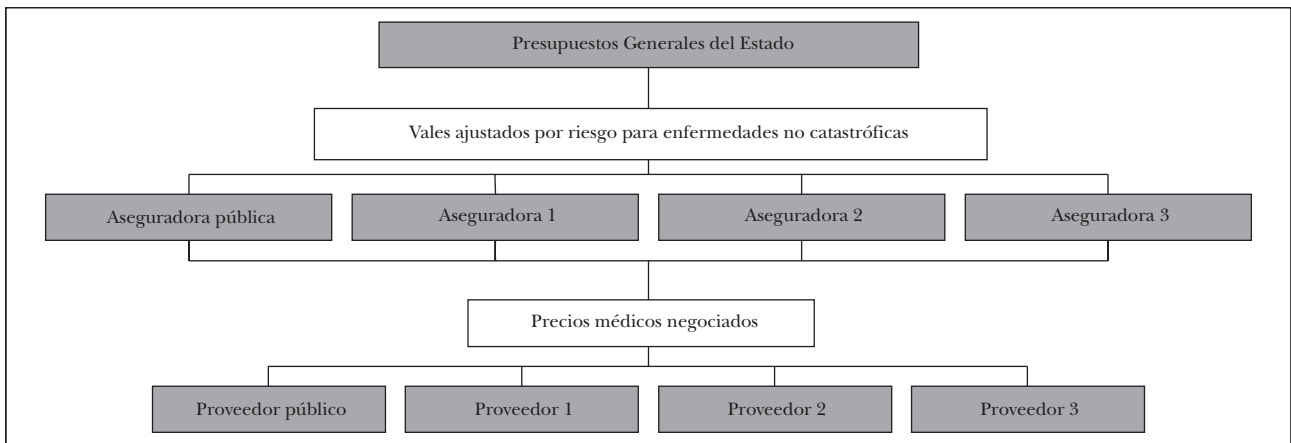 Presupuestos Generales del Estado
Vales ajustados por riesgo para enfermedades no catastróficas
Aseguradora pública
Aseguradora 1
Aseguradora 2
Aseguradora 3
Precios médicos negociados
Proveedor público
Proveedor 1
Proveedor 2
Proveedor 3